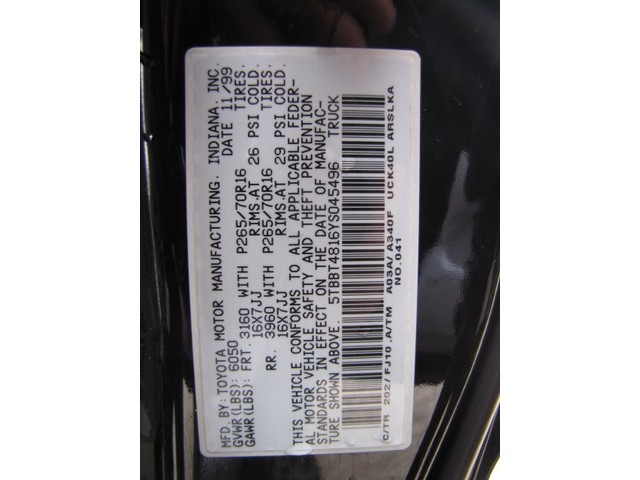 MFD. BY: TOYOTA MOTOR MANUFACTURING, INDIANA, INC.
GVWR(LBS): 6050 DATE 11/99
GAWR(LBS): FRT. 3160 WITH P265/70R16 TIRES,
16X7JJ RIMS,AT 26 PSI COLD.
RR. 3960 WITH P265/70R16 TIRES,
16X7JJ RIMS,AT 29 PSI COLD.
THIS VEHICLE CONFORMS TO ALL APPLICABLE FEDER-
AL MOTOR VEHICLE SAFETY AND THEFT PREVENTION
STANDARDS IN EFFECT ON THE DATE OF MANUFAC-
TURE SHOWN ABOVE. 5TBBT4816YS045496 TRUCK
C/TR 202/FJ10 ,A/TM A03A/ A340F UCK40L ARSLKA
NO.041